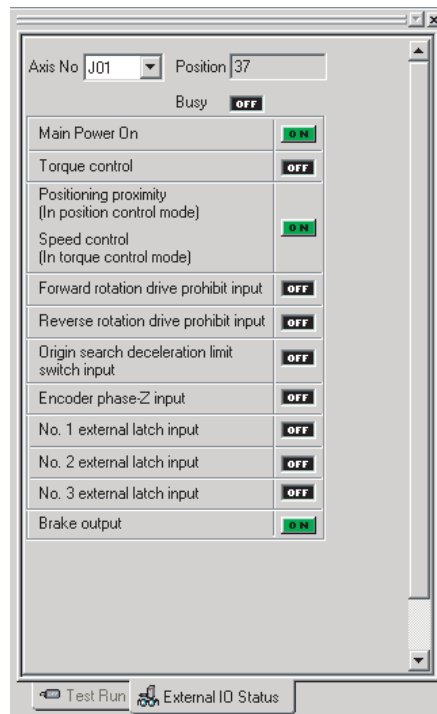 Axis No J01 Position 37
Busy OFF
Main Power On ON
Torque control OFF
Positioning proximity
(In position control mode)
ON
Speed control
(In torque control mode)
Forward rotation drive prohibit input OFF
Reverse rotation drive prohibit input OFF
Origin search deceleration limit
switch input OFF
Encoder phase-Z input OFF
No. 1 external latch input OFF
No. 2 external latch input OFF
No. 3 external latch input OFF
Brake output ON
Test Run External IO Status